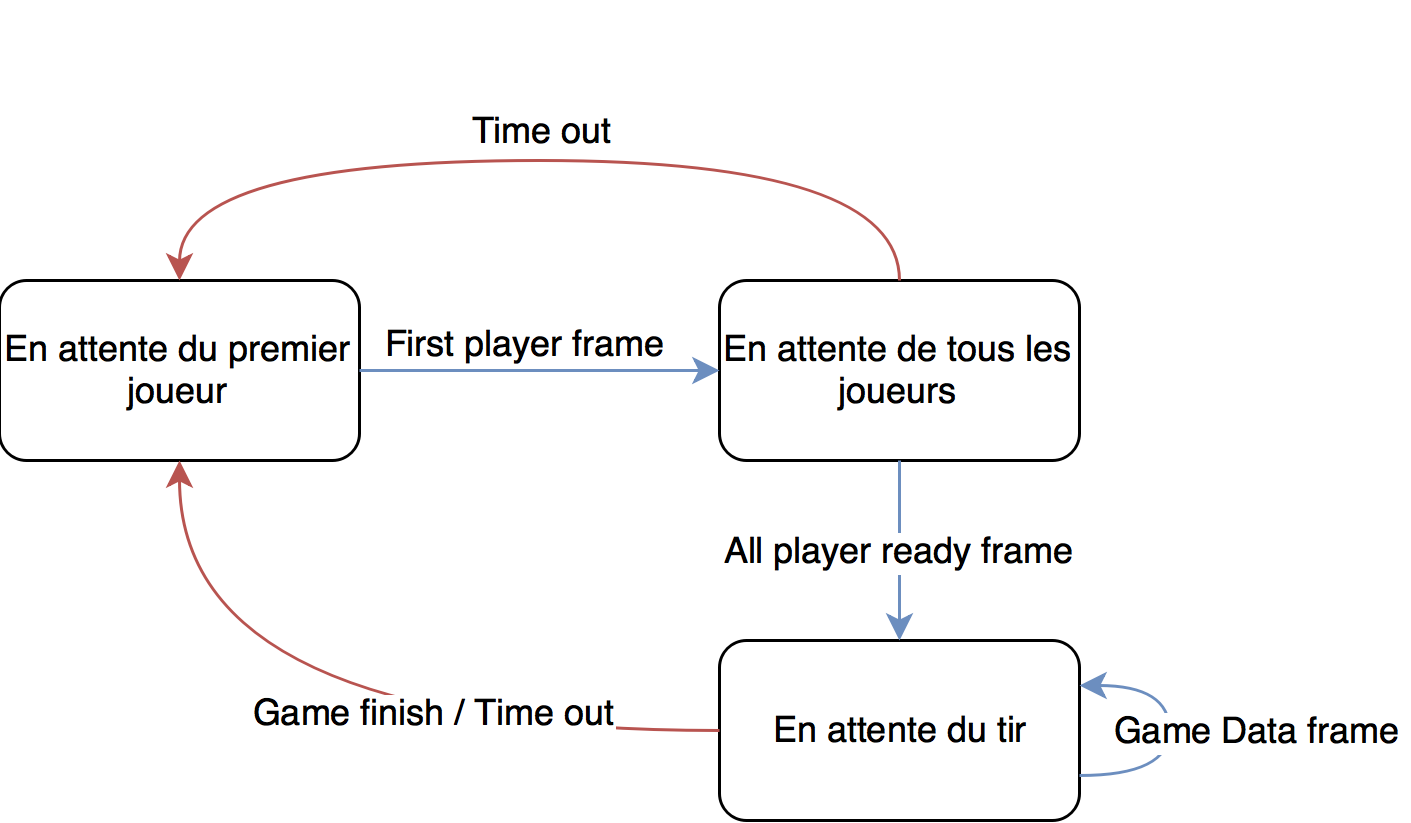 Time out
En attente du premier
joueur
First player frame
En attente de tous les
joueurs
All player ready frame
Game finish / Time out
En attente du tir
Game Data frame